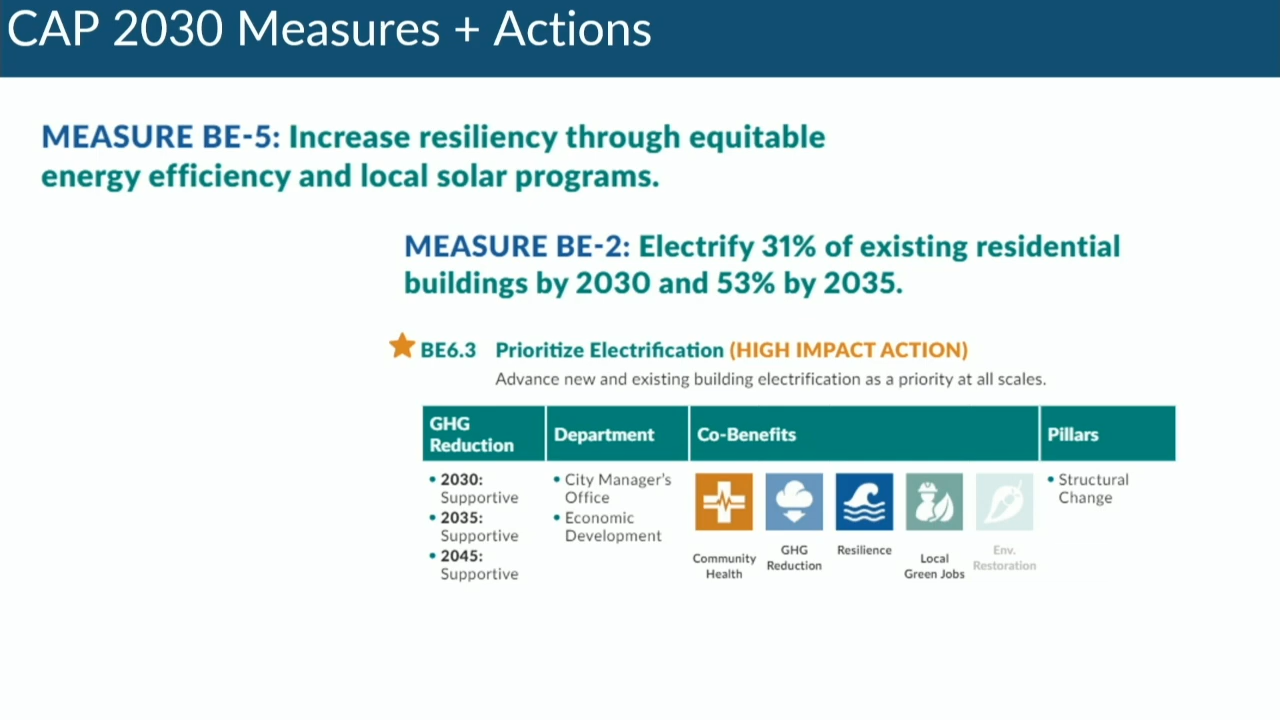 CAP 2030 Measures + Actions
MEASURE BE-5: Increase resiliency through equitable
energy efficiency and local solar programs.
MEASURE BE-2: Electrify 31% of existing residential
buildings by 2030 and 53% by 2035.
BE6.3 Prioritize Electrification (HIGH IMPACT ACTION)
Advance new and existing building electrification as a priority at all scales.
GHG
Reduction
Department
Co-Benefits
Pillars
• 2030:
Supportive
• 2035:
Supportive
• 2045:
Supportive
• City Manager's
Office
• Economic
Development
Community
Health
GHG
Reduction
Resilience
Local
Green Jobs
Env.
Restoration
• Structural
Change